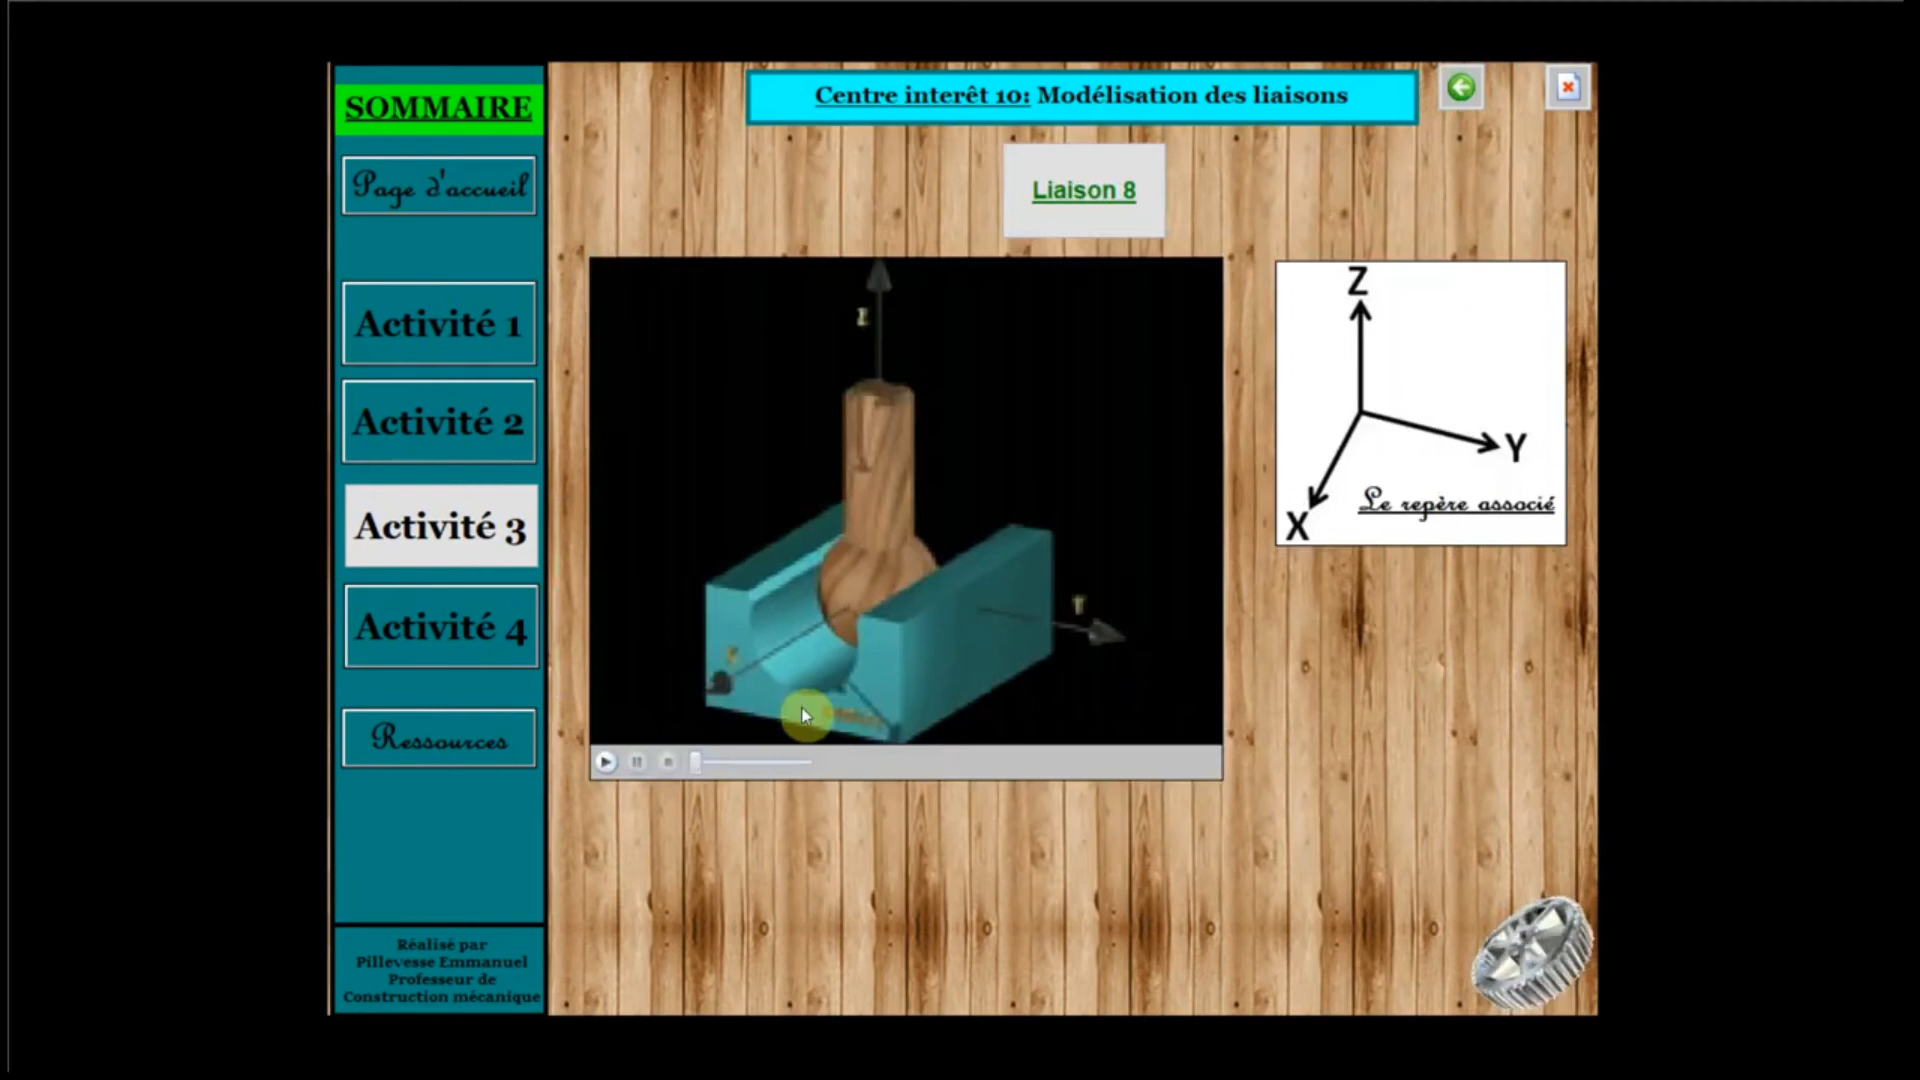 SOMMAIRE
Page d'accueil
Activité 1
Activité 2
Activité 3
Activité 4
Ressources
Réalisé par
Pillevesse Emmanuel
Professeur de
Construction mécanique
Centre interêt 10: Modélisation des liaisons
Liaison 8
Z
Y
X
Le repère associé